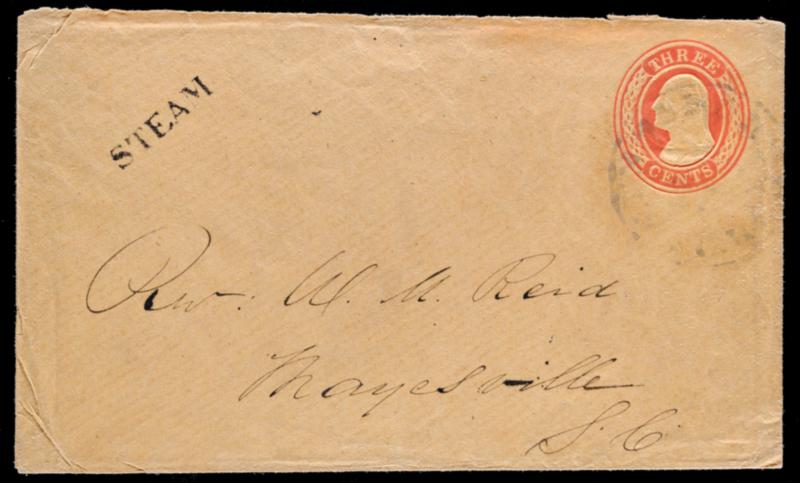 STEAM
THREE
CENTS
Rev: W. M. Reid
Mayesville
S. C.